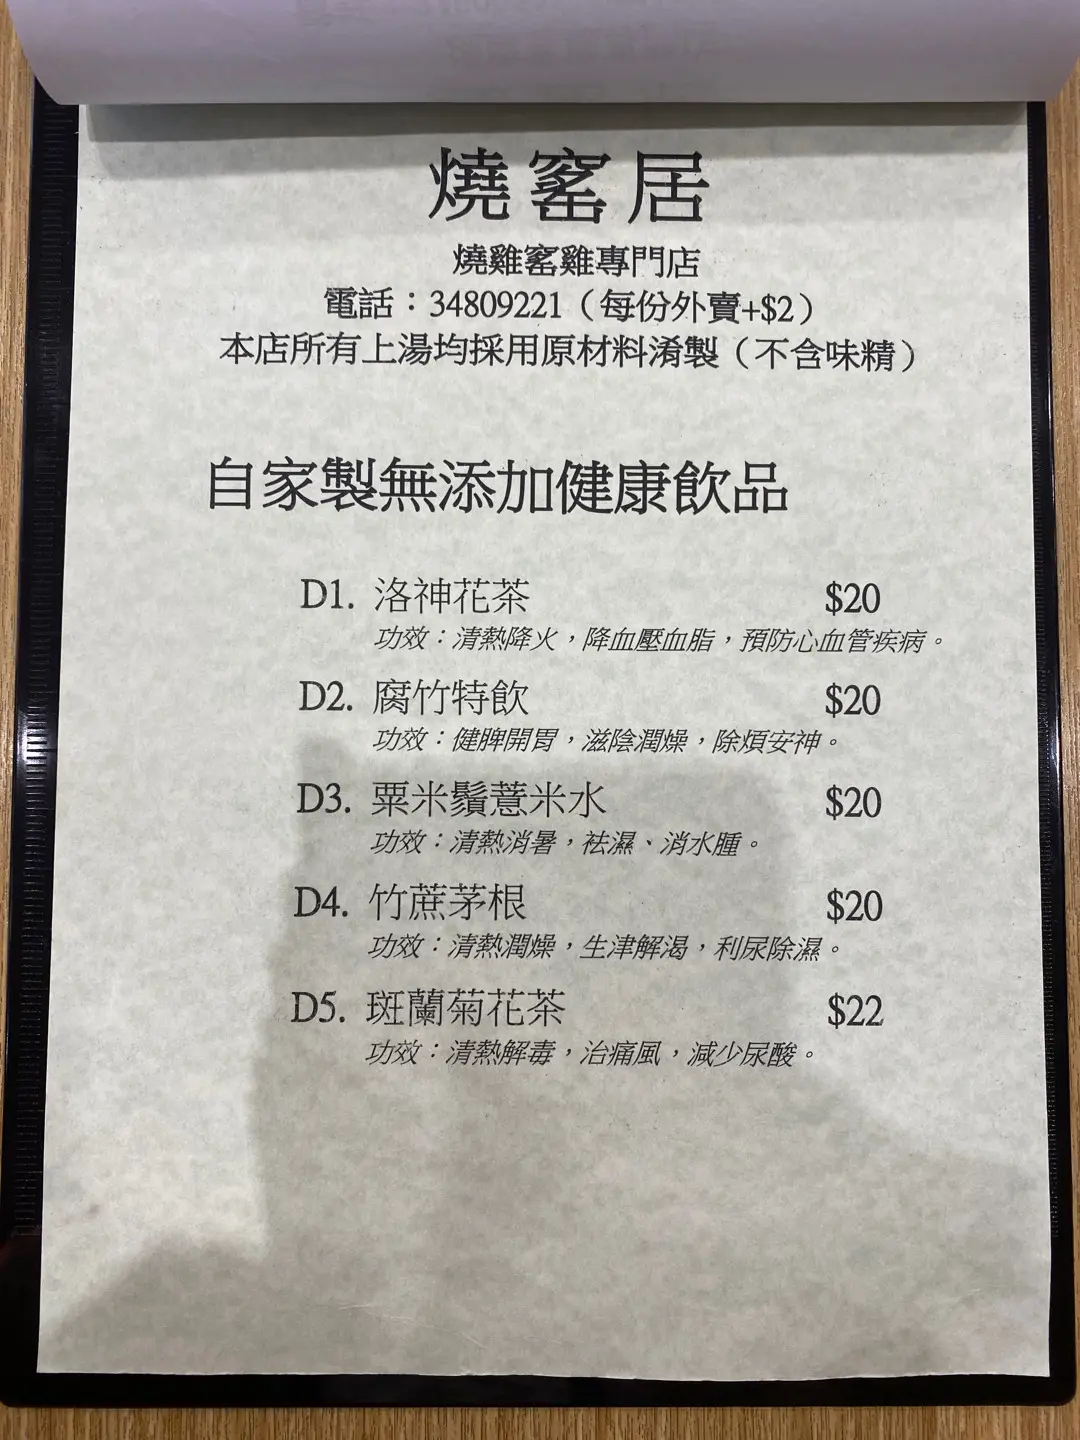 燒窰居
燒雞窰雞專門店
電話：34809221（每份外賣+$2）
本店所有上湯均採用原材料淆製（不含味精）
自家製無添加健康飲品
D1. 洛神花茶 $20
功效：清熱降火，降血壓血脂，預防心血管疾病。
D2. 腐竹特飲 $20
功效：健脾開胃，滋陰潤燥，除煩安神。
D3. 粟米鬚薏米水 $20
功效：清熱消暑，袪濕、消水腫。
D4. 竹蔗茅根 $20
功效：清熱潤燥，生津解渴，利尿除濕。
D5. 斑蘭菊花茶 $22
功效：清熱解毒，治痛風，減少尿酸。